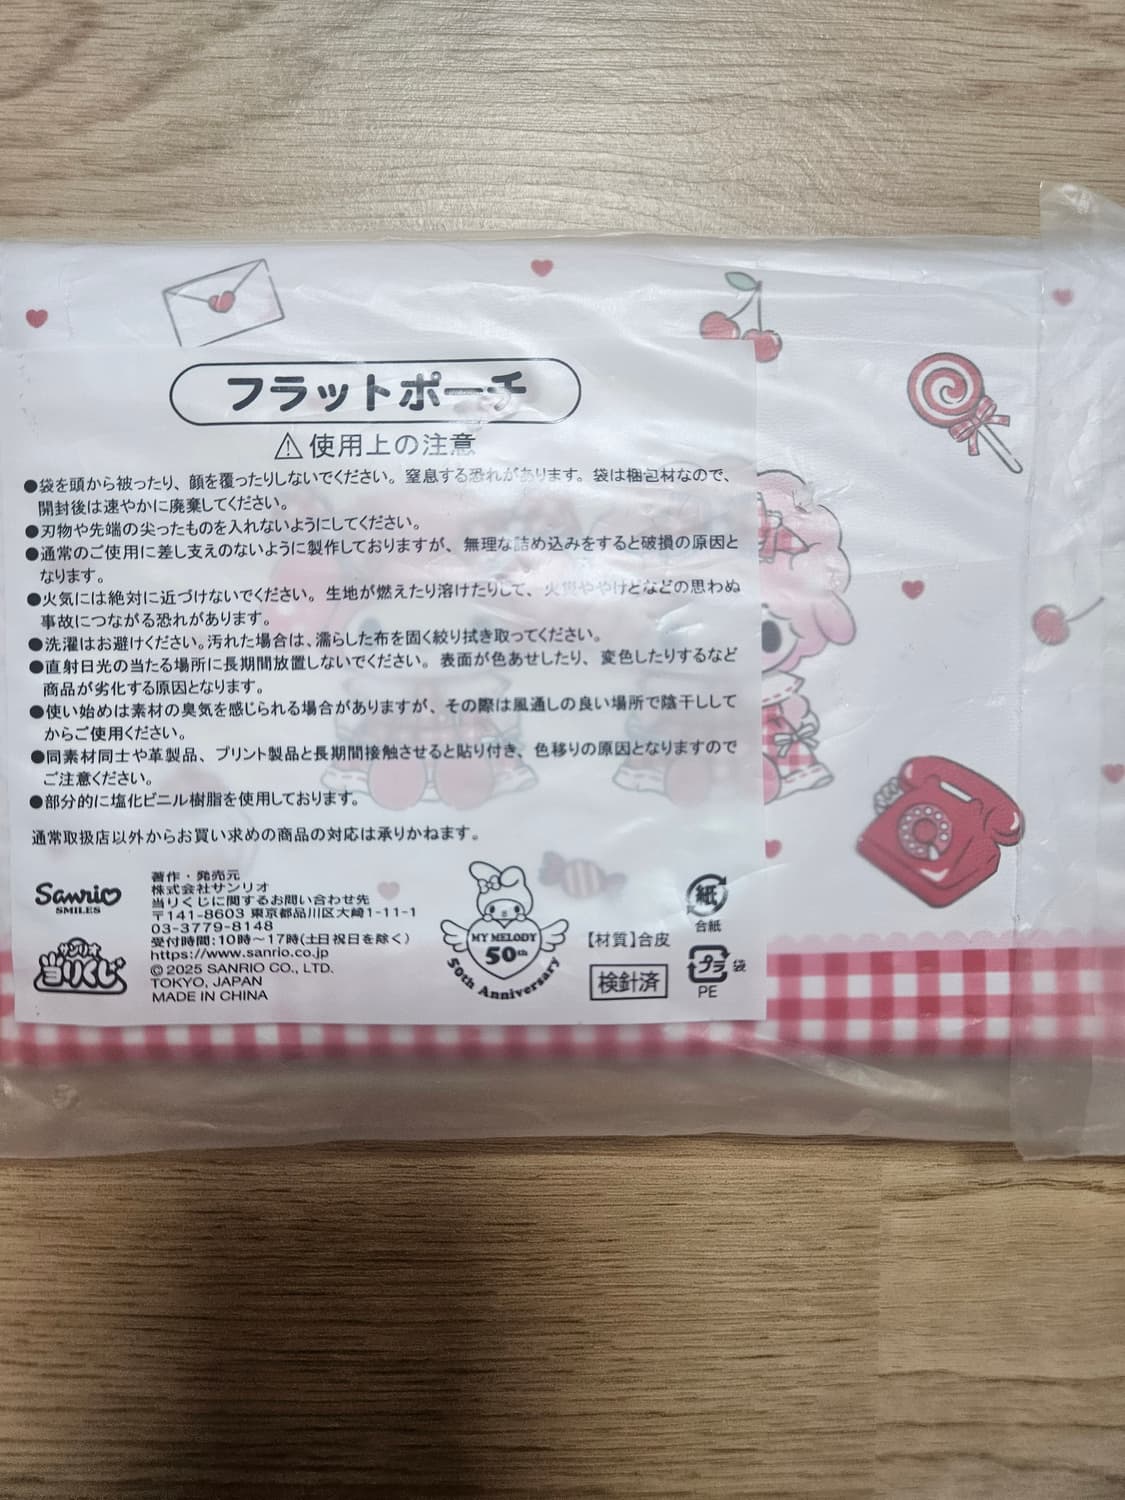 フラットポーチ
⚠使用上の注意
●袋を頭から被ったり、顔を覆ったりしないでください。窒息する恐れがあります。袋は梱包材なので、
開封後は速やかに廃棄してください。
●刃物や先端の尖ったものを入れないようにしてください。
●通常のご使用に差し支えのないように製作しておりますが、無理な詰め込みをすると破損の原因と
なります。
●火気には絶対に近づけないでください。生地が燃えたり溶けたりして、火災ややけどなどの思わぬ
事故につながる恐れがあります。
●洗濯はお避けください。汚れた場合は、濡らした布を固く絞り拭き取ってください。
●直射日光の当たる場所に長期間放置しないでください。表面が色あせしたり、変色したりするなど
商品が劣化する原因となります。
●使い始めは素材の臭気を感じられる場合がありますが、その際は風通しの良い場所で陰干しして
からご使用ください。
●同素材同士や革製品、プリント製品と長期間接触させると貼り付き、色移りの原因となりますので
ご注意ください。
●部分的に塩化ビニル樹脂を使用しております。
通常取扱店以外からお買い求めの商品の対応は承りかねます。
Sanrio
SMILES
サンリオ
当りくじ
著作・発売元
株式会社サンリオ
当りくじに関するお問い合わせ先
〒141-8603 東京都品川区大崎1-11-1
03-3779-8148
受付時間:10時～17時(土日祝日を除く)
https://www.sanrio.co.jp
©2025 SANRIO CO., LTD.
TOKYO, JAPAN
MADE IN CHINA
MY MELODY
50th
50th Anniversary
【材質】合皮
検針済
紙
台紙
プラ 袋
PE